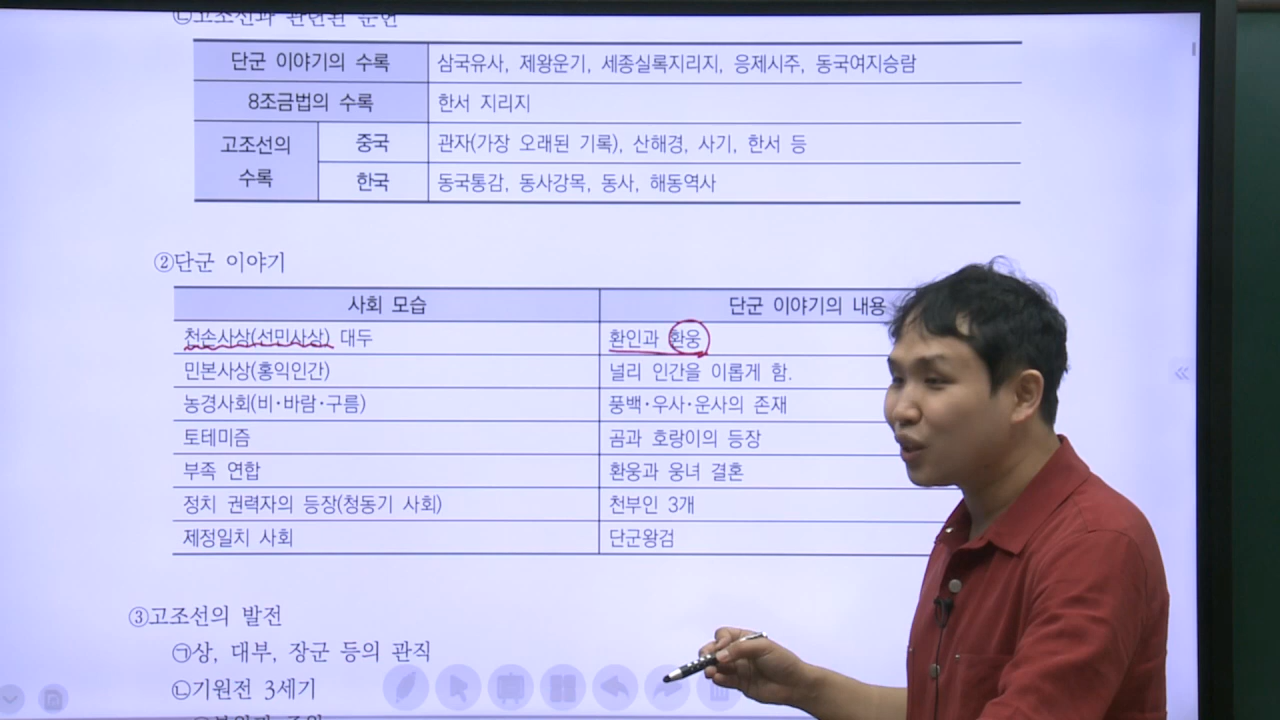 ㉡고조선과 관련된 문헌
단군 이야기의 수록 삼국유사, 제왕운기, 세종실록지리지, 응제시주, 동국여지승람
8조금법의 수록 한서 지리지
고조선의 수록
중국 관자(가장 오래된 기록), 산해경, 사기, 한서 등
한국 동국통감, 동사강목, 동사, 해동역사
②단군 이야기
사회 모습 단군 이야기의 내용
천손사상(선민사상) 대두 환인과 환웅
민본사상(홍익인간) 널리 인간을 이롭게 함.
농경사회(비·바람·구름) 풍백·우사·운사의 존재
토테미즘 곰과 호랑이의 등장
부족 연합 환웅과 웅녀 결혼
정치 권력자의 등장(청동기 사회) 천부인 3개
제정일치 사회 단군왕검
③고조선의 발전
㉠상, 대부, 장군 등의 관직
㉡기원전 3세기